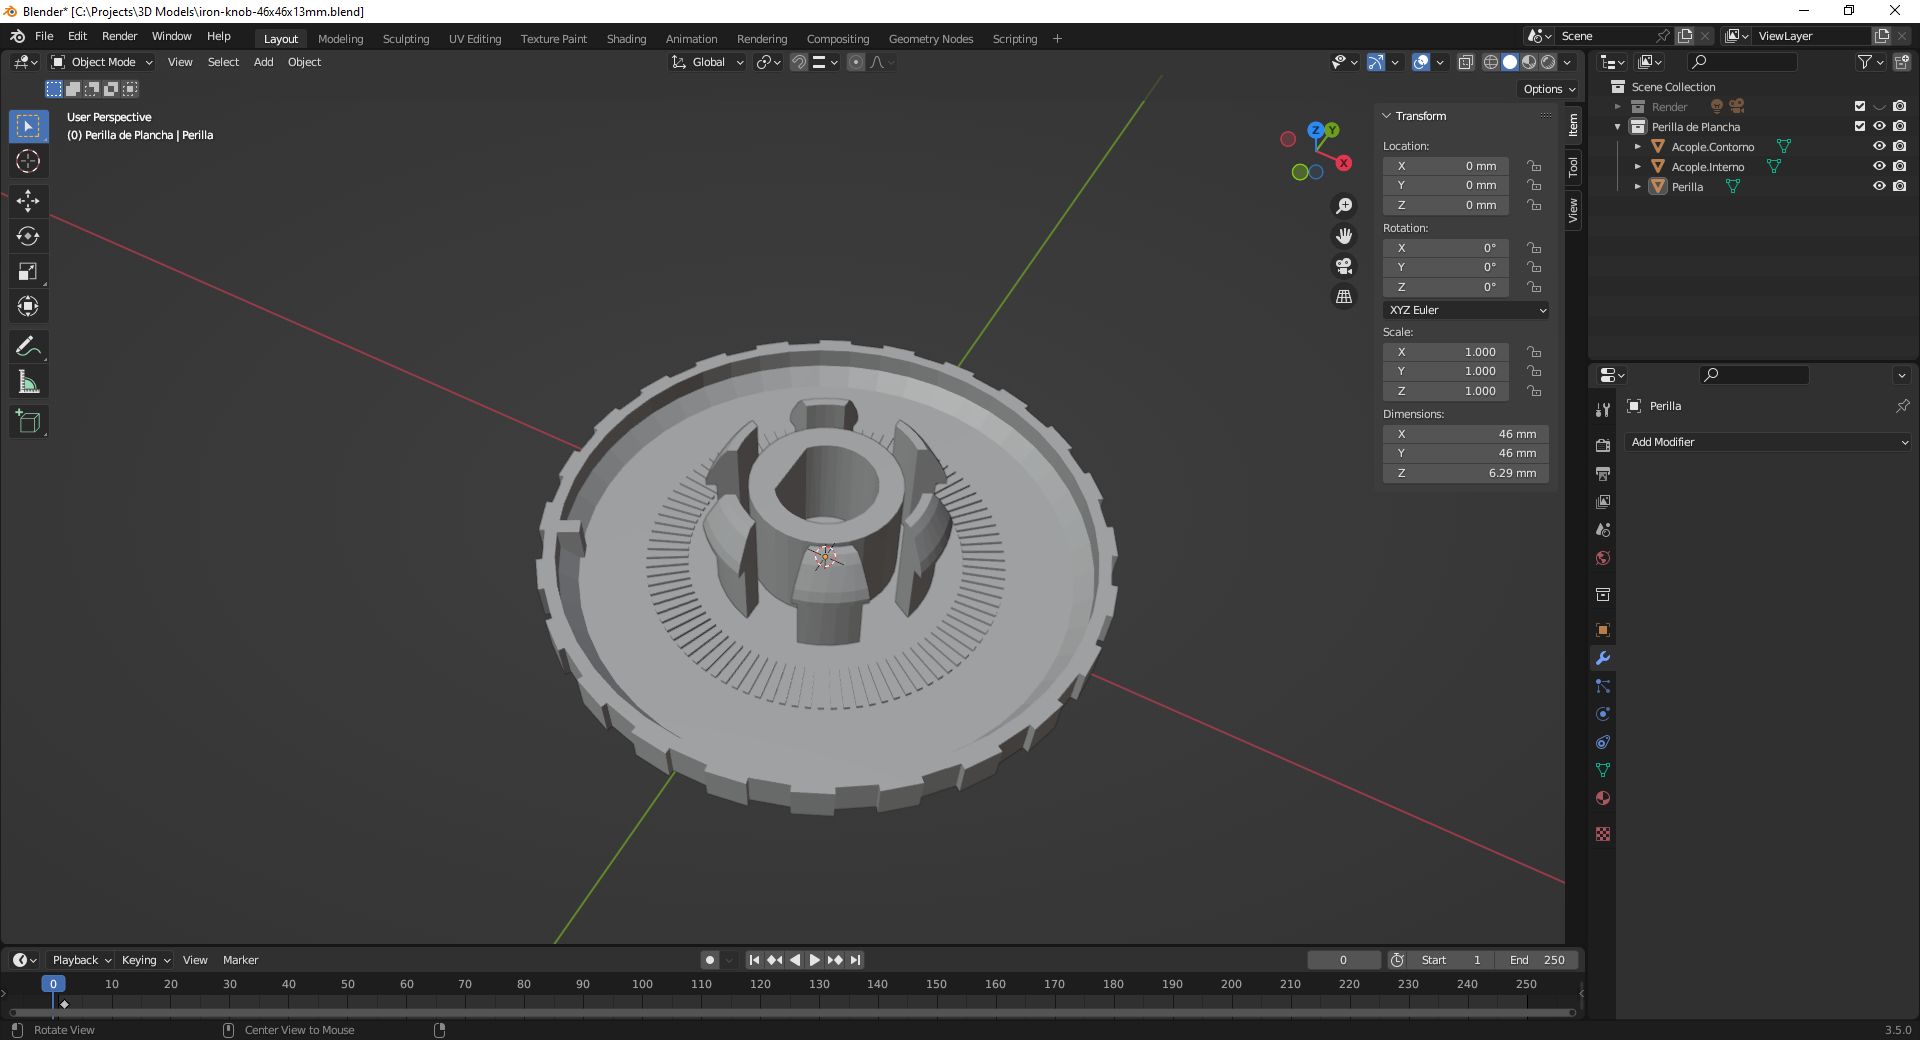 Blender* [C:\Projects\3D Models\iron-knob-46x46x13mm.blend]
File Edit Render Window Help
Layout Modeling Sculpting UV Editing Texture Paint Shading Animation Rendering Compositing Geometry Nodes Scripting +
Scene
ViewLayer
Object Mode View Select Add Object
Global
Options
User Perspective
(0) Perilla de Plancha | Perilla
Z Y X
Item
Tool
View
Transform
Location:
X 0 mm
Y 0 mm
Z 0 mm
Rotation:
X 0°
Y 0°
Z 0°
XYZ Euler
Scale:
X 1.000
Y 1.000
Z 1.000
Dimensions:
X 46 mm
Y 46 mm
Z 6.29 mm
Scene Collection
Render
Perilla de Plancha
Acople.Contorno
Acople.Interno
Perilla
Perilla
Add Modifier
Playback Keying View Marker
0
Start 1
End 250
0 10 20 30 40 50 60 70 80 90 100 110 120 130 140 150 160 170 180 190 200 210 220 230 240 250
Rotate View
Center View to Mouse
3.5.0